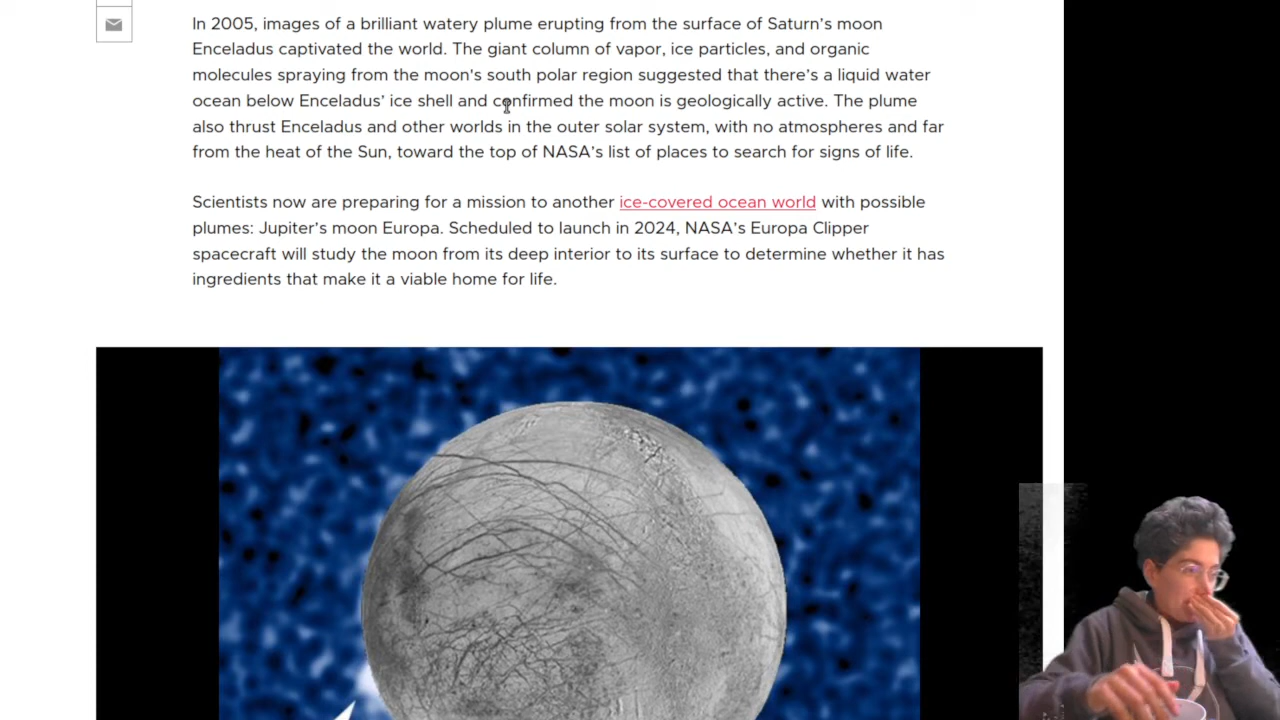 In 2005, images of a brilliant watery plume erupting from the surface of Saturn’s moon
Enceladus captivated the world. The giant column of vapor, ice particles, and organic
molecules spraying from the moon's south polar region suggested that there’s a liquid water
ocean below Enceladus’ ice shell and confirmed the moon is geologically active. The plume
also thrust Enceladus and other worlds in the outer solar system, with no atmospheres and far
from the heat of the Sun, toward the top of NASA’s list of places to search for signs of life.
Scientists now are preparing for a mission to another ice-covered ocean world with possible
plumes: Jupiter’s moon Europa. Scheduled to launch in 2024, NASA’s Europa Clipper
spacecraft will study the moon from its deep interior to its surface to determine whether it has
ingredients that make it a viable home for life.